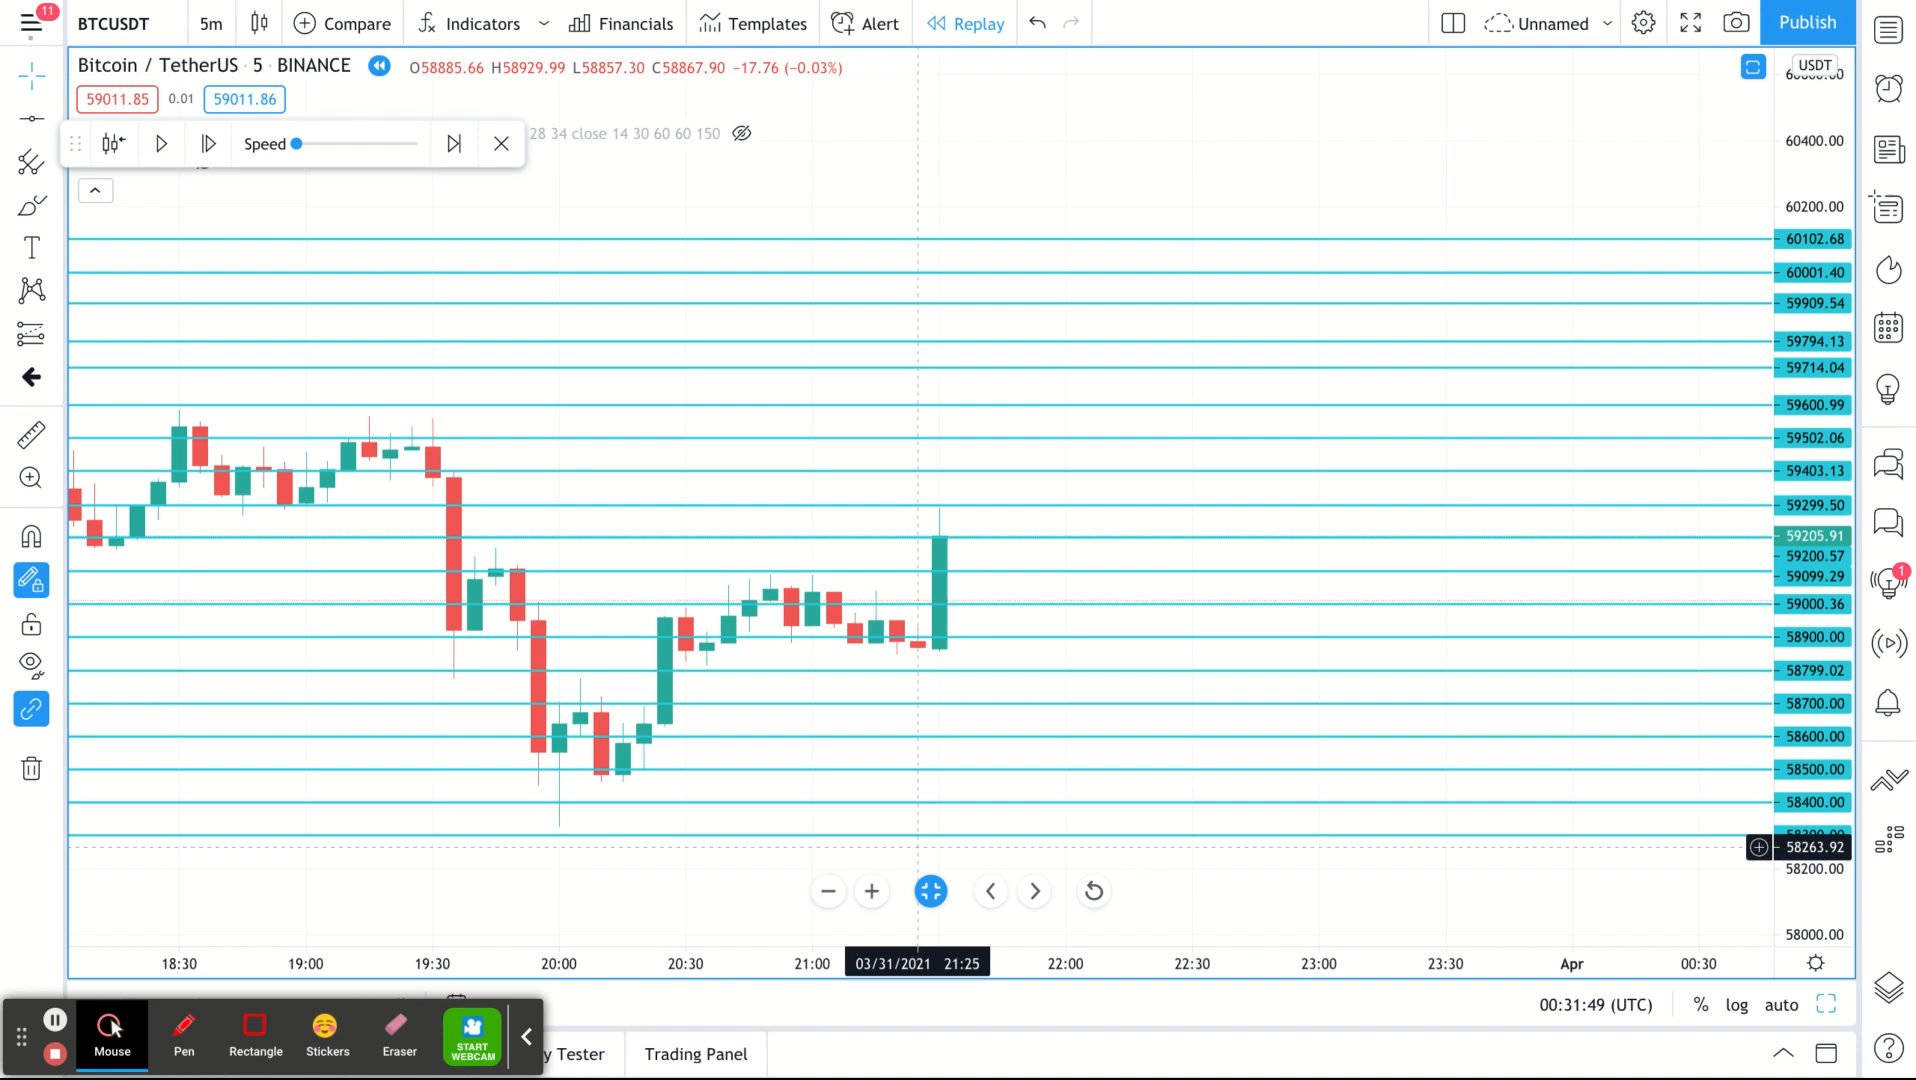 11
BTCUSDT 5m Compare Indicators Financials Templates Alert Replay Unnamed Publish
Bitcoin / TetherUS · 5 · BINANCE O58885.66 H58929.99 L58857.30 C58867.90 −17.76 (−0.03%)
USDT
59011.85 0.01 59011.86
28 34 close 14 30 60 60 150
Speed
60400.00
60200.00
60102.68
60001.40
59909.54
59794.13
59714.04
59600.99
59502.06
59403.13
59299.50
59205.91
59200.57
59099.29
1
59000.36
58900.00
58799.02
58700.00
58600.00
58500.00
58400.00
58263.92
58200.00
58000.00
18:30 19:00 19:30 20:00 20:30 21:00 03/31/2021 21:25 22:00 22:30 23:00 23:30 Apr 00:30
00:31:49 (UTC) % log auto
Mouse Pen Rectangle Stickers Eraser START WEBCAM
y Tester Trading Panel